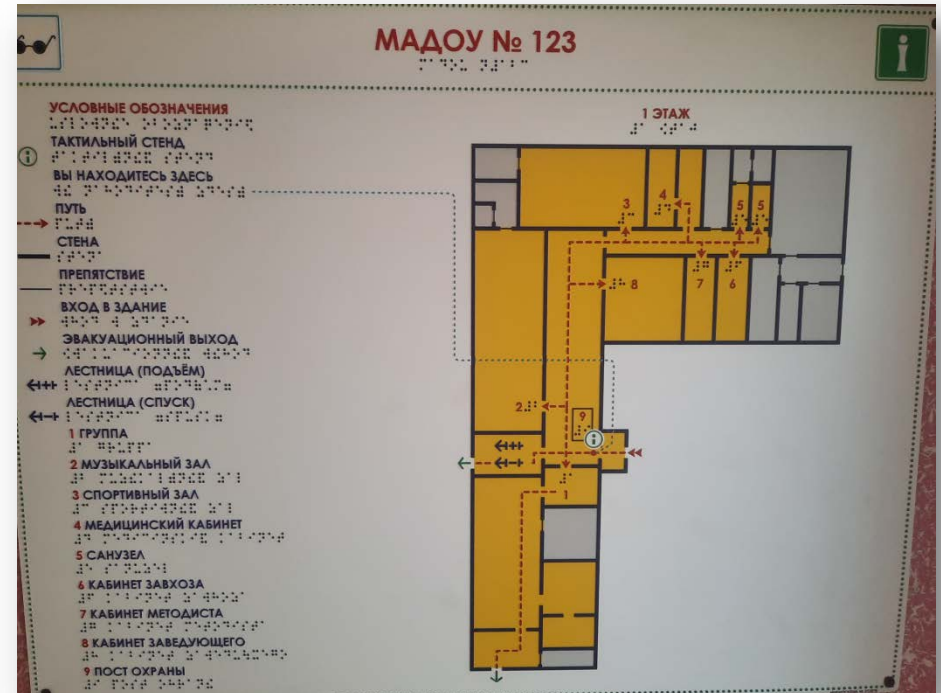 МАДОУ № 123
УСЛОВНЫЕ ОБОЗНАЧЕНИЯ
ТАКТИЛЬНЫЙ СТЕНД
ВЫ НАХОДИТЕСЬ ЗДЕСЬ
ПУТЬ
СТЕНА
ПРЕПЯТСТВИЕ
ВХОД В ЗДАНИЕ
ЭВАКУАЦИОННЫЙ ВЫХОД
ЛЕСТНИЦА (ПОДЪЁМ)
ЛЕСТНИЦА (СПУСК)
1 ГРУППА
2 МУЗЫКАЛЬНЫЙ ЗАЛ
3 СПОРТИВНЫЙ ЗАЛ
4 МЕДИЦИНСКИЙ КАБИНЕТ
5 САНУЗЕЛ
6 КАБИНЕТ ЗАВХОЗА
7 КАБИНЕТ МЕТОДИСТА
8 КАБИНЕТ ЗАВЕДУЮЩЕГО
9 ПОСТ ОХРАНЫ
1 ЭТАЖ
3
4
5
5
8
7
6
2
9
1